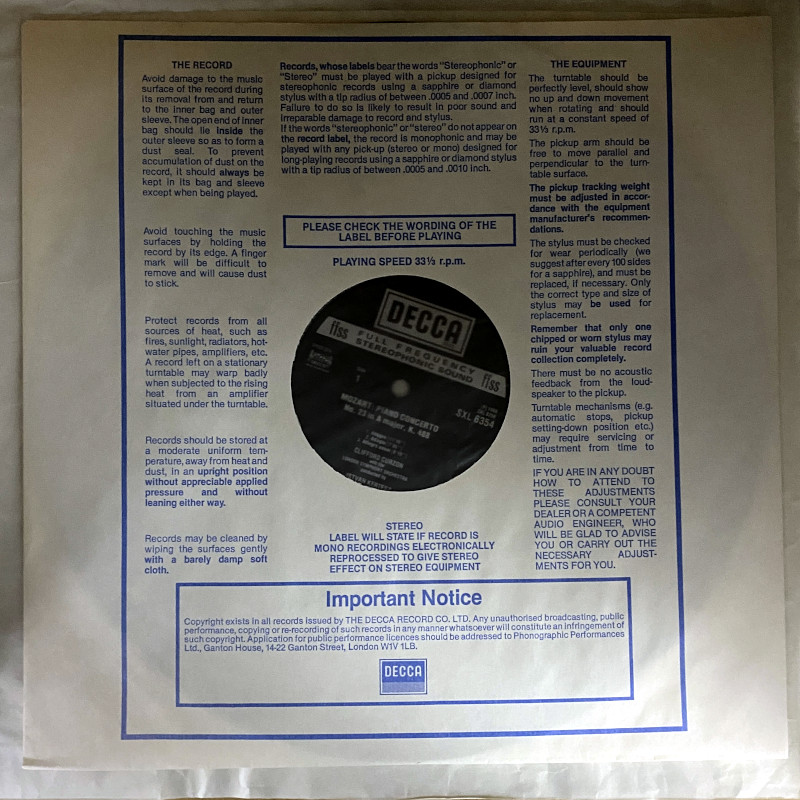 THE RECORD
Avoid damage to the music
surface of the record during
its removal from and return
to the inner bag and outer
sleeve. The open end of inner
bag should lie inside the
outer sleeve so as to form a
dust seal. To prevent
accumulation of dust on the
record, it should always be
kept in its bag and sleeve
except when being played.
Avoid touching the music
surfaces by holding the
record by its edge. A finger
mark will be difficult to
remove and will cause dust
to stick.
Protect records from all
sources of heat, such as
fires, sunlight, radiators, hot-
water pipes, amplifiers, etc.
A record left on a stationary
turntable may warp badly
when subjected to the rising
heat from an amplifier
situated under the turntable.
Records should be stored at
a moderate uniform tem-
perature, away from heat and
dust, in an upright position
without appreciable applied
pressure and without
leaning either way.
Records may be cleaned by
wiping the surfaces gently
with a barely damp soft
cloth.
Records, whose labels bear the words "Stereophonic" or
"Stereo" must be played with a pickup designed for
stereophonic records using a sapphire or diamond
stylus with a tip radius of between .0005 and .0007 inch.
Failure to do so is likely to result in poor sound and
irreparable damage to record and stylus.
If the words "stereophonic" or "stereo" do not appear on
the record label, the record is monophonic and may be
played with any pick-up (stereo or mono) designed for
long-playing records using a sapphire or diamond stylus
with a tip radius of between .0005 and .0010 inch.
PLEASE CHECK THE WORDING OF THE
LABEL BEFORE PLAYING
PLAYING SPEED 33⅓ r.p.m.
DECCA
ffss FULL FREQUENCY ffss
STEREOPHONIC SOUND
1
SXL 6354
MOZART: PIANO CONCERTO
No. 23 in A major, K. 488
CLIFFORD CURZON
LONDON SYMPHONY ORCHESTRA
ISTVAN KERTESZ
STEREO
LABEL WILL STATE IF RECORD IS
MONO RECORDINGS ELECTRONICALLY
REPROCESSED TO GIVE STEREO
EFFECT ON STEREO EQUIPMENT
THE EQUIPMENT
The turntable should be
perfectly level, should show
no up and down movement
when rotating and should
run at a constant speed of
33⅓ r.p.m.
The pickup arm should be
free to move parallel and
perpendicular to the turn-
table surface.
The pickup tracking weight
must be adjusted in accor-
dance with the equipment
manufacturer's recommen-
dations.
The stylus must be checked
for wear periodically (we
suggest after every 100 sides
for a sapphire), and must be
replaced, if necessary. Only
the correct type and size of
stylus may be used for
replacement.
Remember that only one
chipped or worn stylus may
ruin your valuable record
collection completely.
There must be no acoustic
feedback from the loud-
speaker to the pickup.
Turntable mechanisms (e.g.
automatic stops, pickup
setting-down position etc.)
may require servicing or
adjustment from time to
time.
IF YOU ARE IN ANY DOUBT
HOW TO ATTEND TO
THESE ADJUSTMENTS
PLEASE CONSULT YOUR
DEALER OR A COMPETENT
AUDIO ENGINEER, WHO
WILL BE GLAD TO ADVISE
YOU OR CARRY OUT THE
NECESSARY ADJUST-
MENTS FOR YOU.
Important Notice
Copyright exists in all records issued by THE DECCA RECORD CO. LTD. Any unauthorised broadcasting, public
performance, copying or re-recording of such records in any manner whatsoever will constitute an infringement of
such copyright. Application for public performance licences should be addressed to Phonographic Performances
Ltd., Ganton House, 14-22 Ganton Street, London W1V 1LB.
DECCA